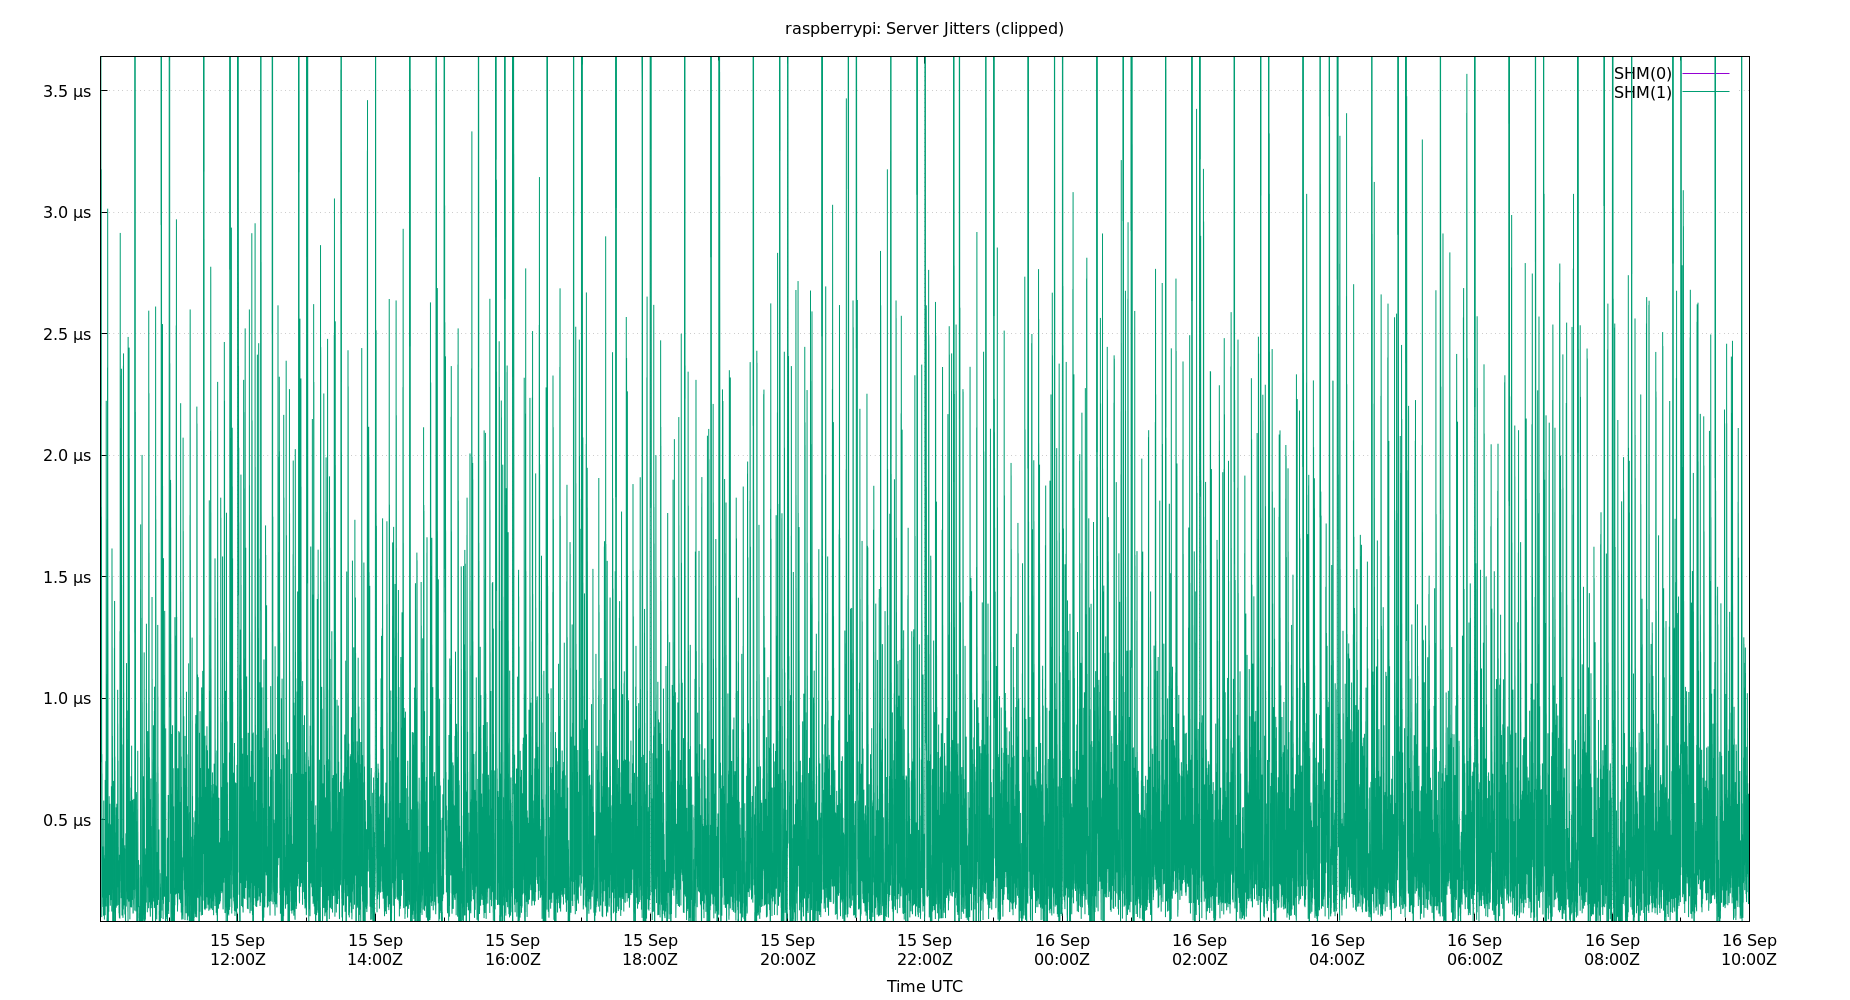 raspberrypi: Server Jitters (clipped)
SHM(0)
SHM(1)
3.5 µs
3.0 µs
2.5 µs
2.0 µs
1.5 µs
1.0 µs
0.5 µs
15 Sep 15 Sep 15 Sep 15 Sep 15 Sep 15 Sep 16 Sep 16 Sep 16 Sep 16 Sep 16 Sep 16 Sep
12:00Z 14:00Z 16:00Z 18:00Z 20:00Z 22:00Z 00:00Z 02:00Z 04:00Z 06:00Z 08:00Z 10:00Z
Time UTC